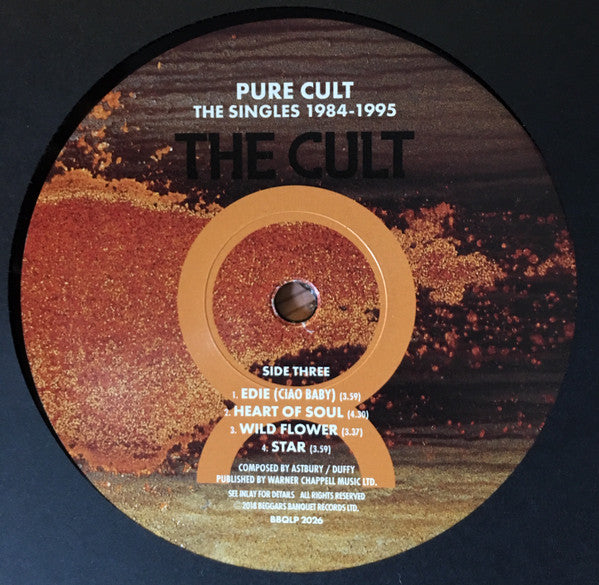 PURE CULT
THE SINGLES 1984-1995
THE CULT
SIDE THREE
1. EDIE (CIAO BABY) (3.59)
2. HEART OF SOUL (4.30)
3. WILD FLOWER (3.37)
4. STAR (3.59)
COMPOSED BY ASTBURY / DUFFY
PUBLISHED BY WARNER CHAPPELL MUSIC LTD.
SEE INLAY FOR DETAILS ALL RIGHTS RESERVED
©2018 BEGGARS BANQUET RECORDS LTD.
BBQLP 2026